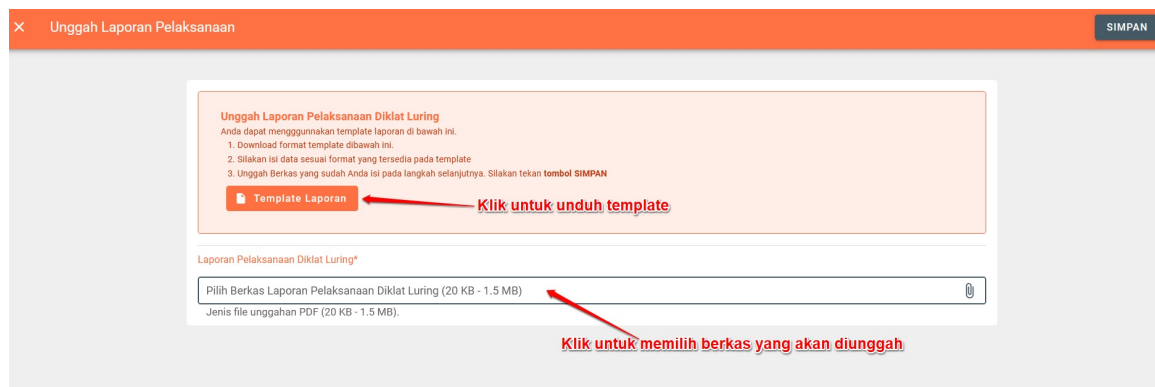 Unggah Laporan Pelaksanaan
SIMPAN
Unggah Laporan Pelaksanaan Diklat Luring
Anda dapat mengggunnakan template laporan di bawah ini.
1. Download format template dibawah ini.
2. Silakan isi data sesuai format yang tersedia pada template
3. Unggah Berkas yang sudah Anda isi pada langkah selanjutnya. Silakan tekan tombol SIMPAN
Template Laporan
Klik untuk unduh template
Laporan Pelaksanaan Diklat Luring*
Pilih Berkas Laporan Pelaksanaan Diklat Luring (20 KB - 1.5 MB)
Jenis file unggahan PDF (20 KB - 1.5 MB).
Klik untuk memilih berkas yang akan diunggah